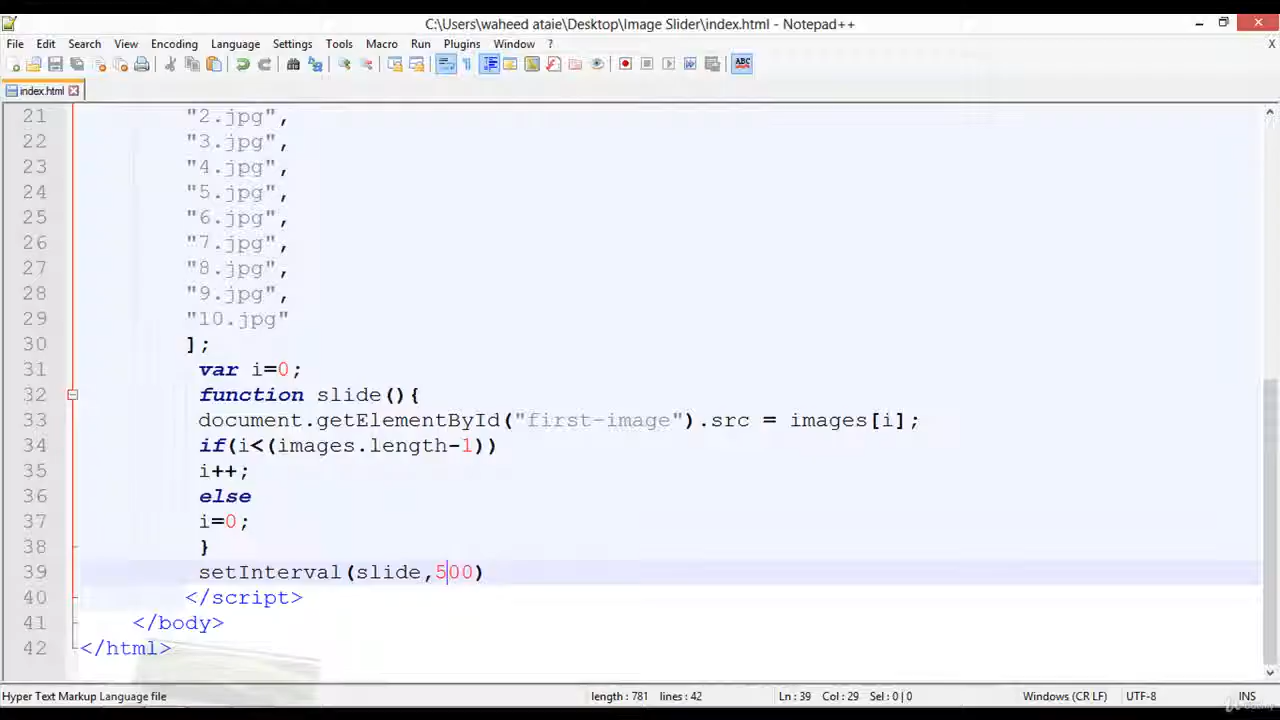 C:\Users\waheed ataie\Desktop\Image Slider\index.html - Notepad++
File Edit Search View Encoding Language Settings Tools Macro Run Plugins Window ? X
ABC
index.html
21 "2.jpg",
22 "3.jpg",
23 "4.jpg",
24 "5.jpg",
25 "6.jpg",
26 "7.jpg",
27 "8.jpg",
28 "9.jpg",
29 "10.jpg"
30 ];
31 var i=0;
32 function slide(){
33 document.getElementById("first-image").src = images[i];
34 if(i<(images.length-1))
35 i++;
36 else
37 i=0;
38 }
39 setInterval(slide,500)
40 </script>
41 </body>
42 </html>
Hyper Text Markup Language file length : 781 lines : 42 Ln : 39 Col : 29 Sel : 0 | 0 Windows (CR LF) UTF-8 INS